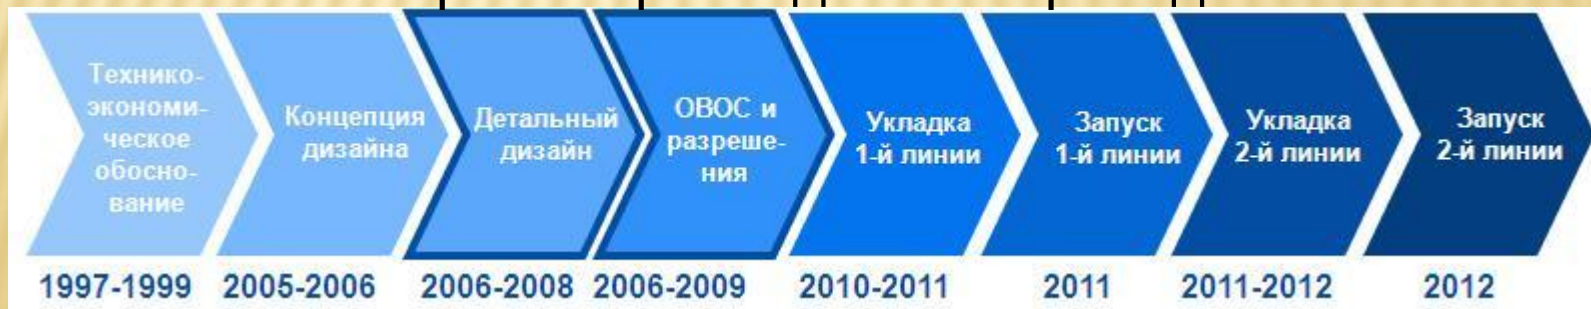 Технико-
экономи-
ческое
обосно-
вание
Концепция
дизайна
Детальный
дизайн
ОВОС и
разреше-
ния
Укладка
1-й линии
Запуск
1-й линии
Укладка
2-й линии
Запуск
2-й линии
1997-1999 2005-2006 2006-2008 2006-2009 2010-2011 2011 2011-2012 2012